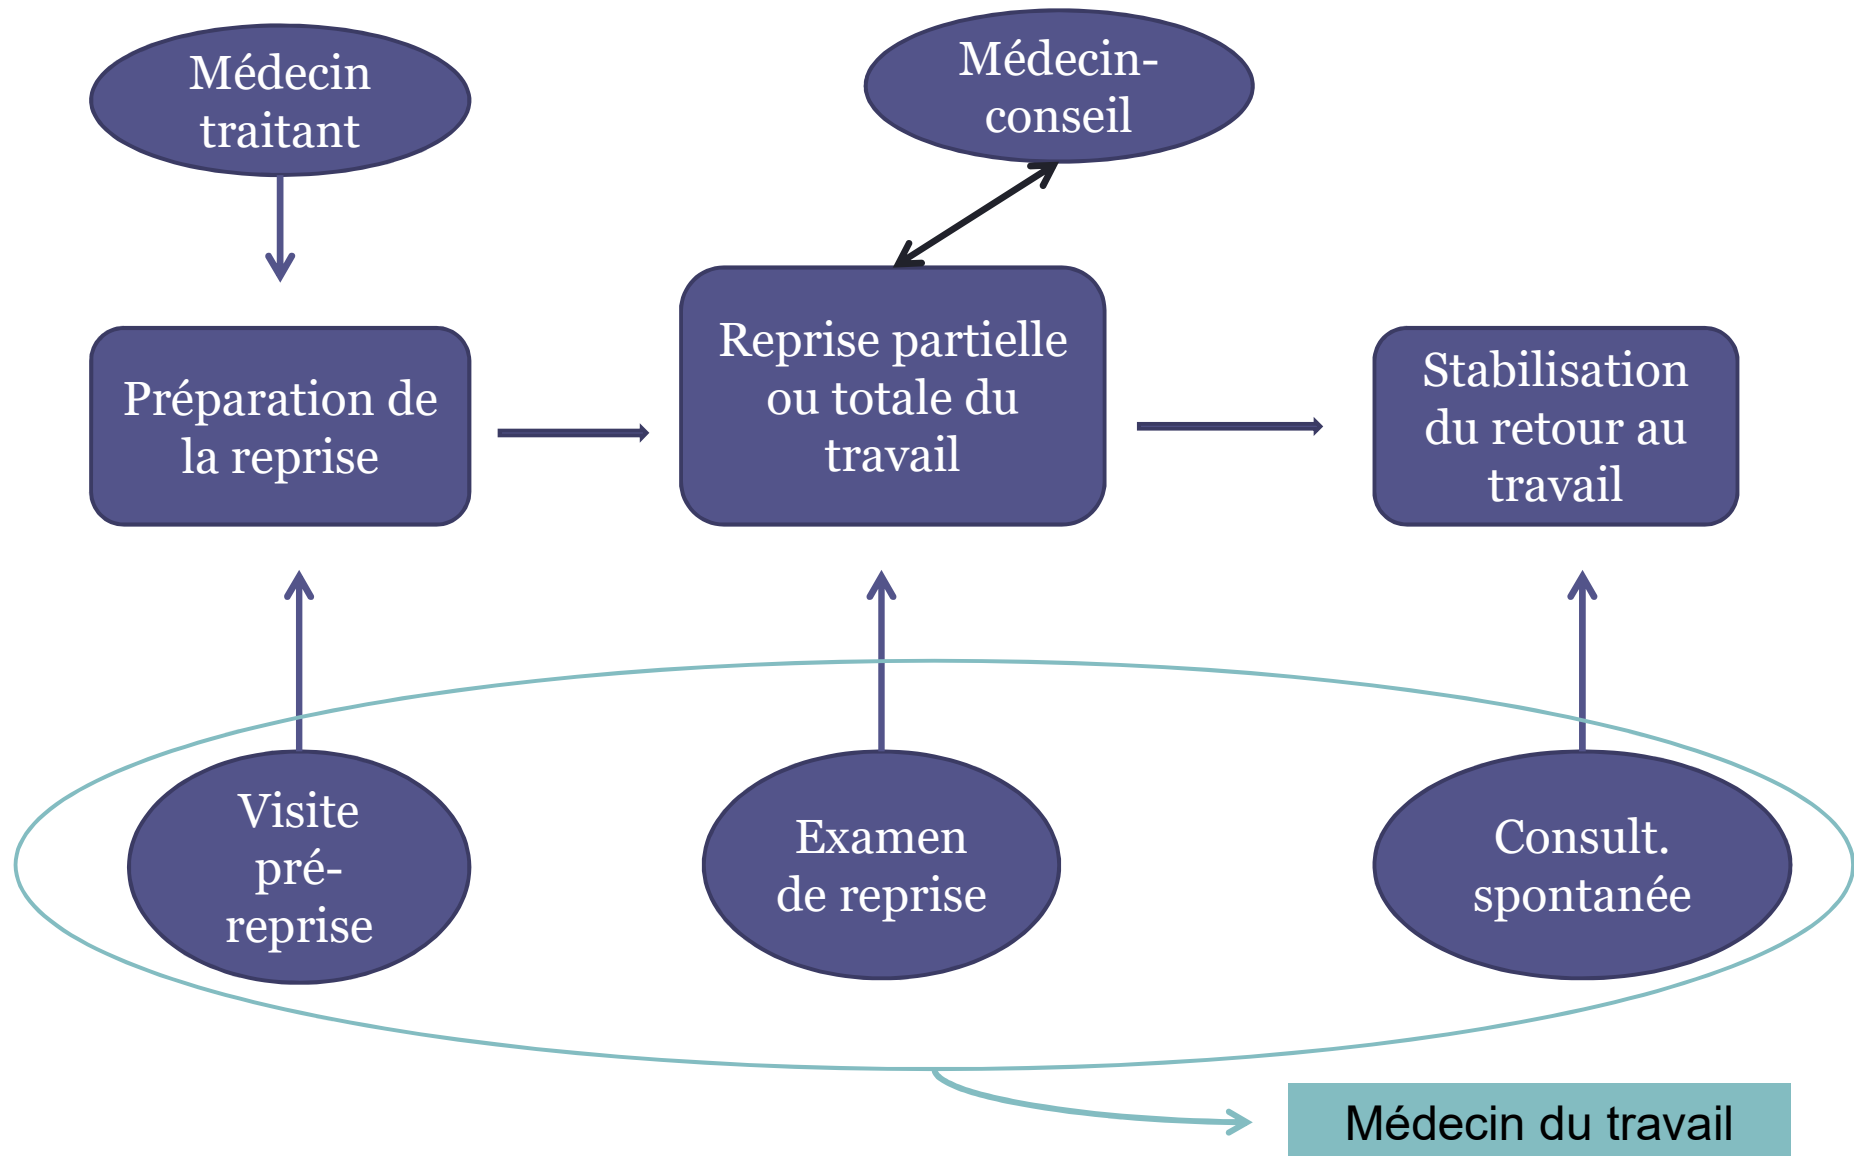 Médecin
traitant
Médecin-
conseil
Préparation de
la reprise
Reprise partielle
ou totale du
travail
Stabilisation
du retour au
travail
Visite
pré-
reprise
Examen
de reprise
Consult.
spontanée
Médecin du travail